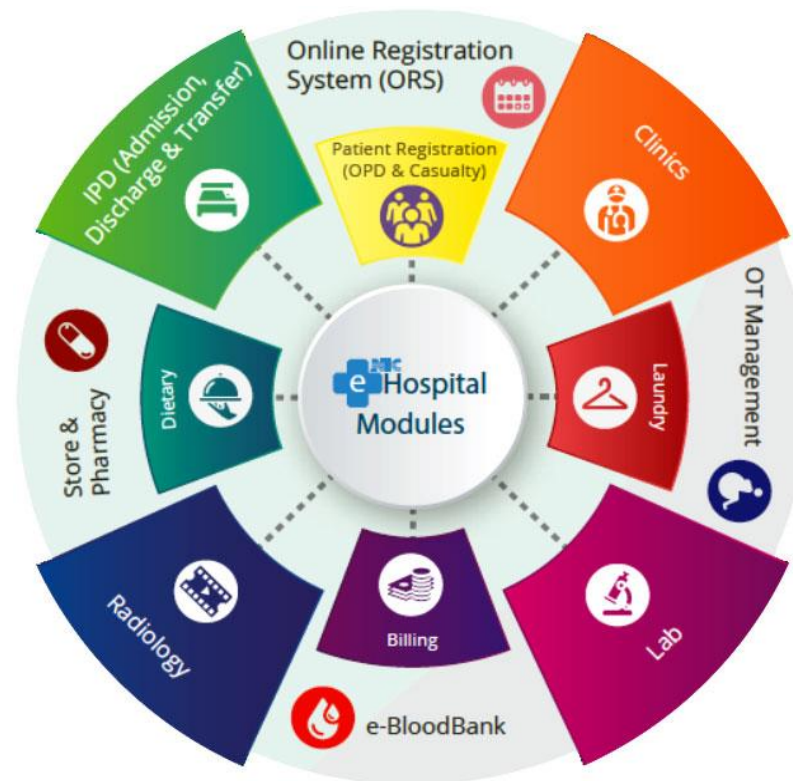 Online Registration
System (ORS)
IPD (Admission,
Discharge & Transfer)
Patient Registration
(OPD & Casualty)
Clinics
Store &
Pharmacy
Dietary
NIC
e Hospital
Modules
Laundry
OT Management
Radiology
Billing
Lab
e-BloodBank